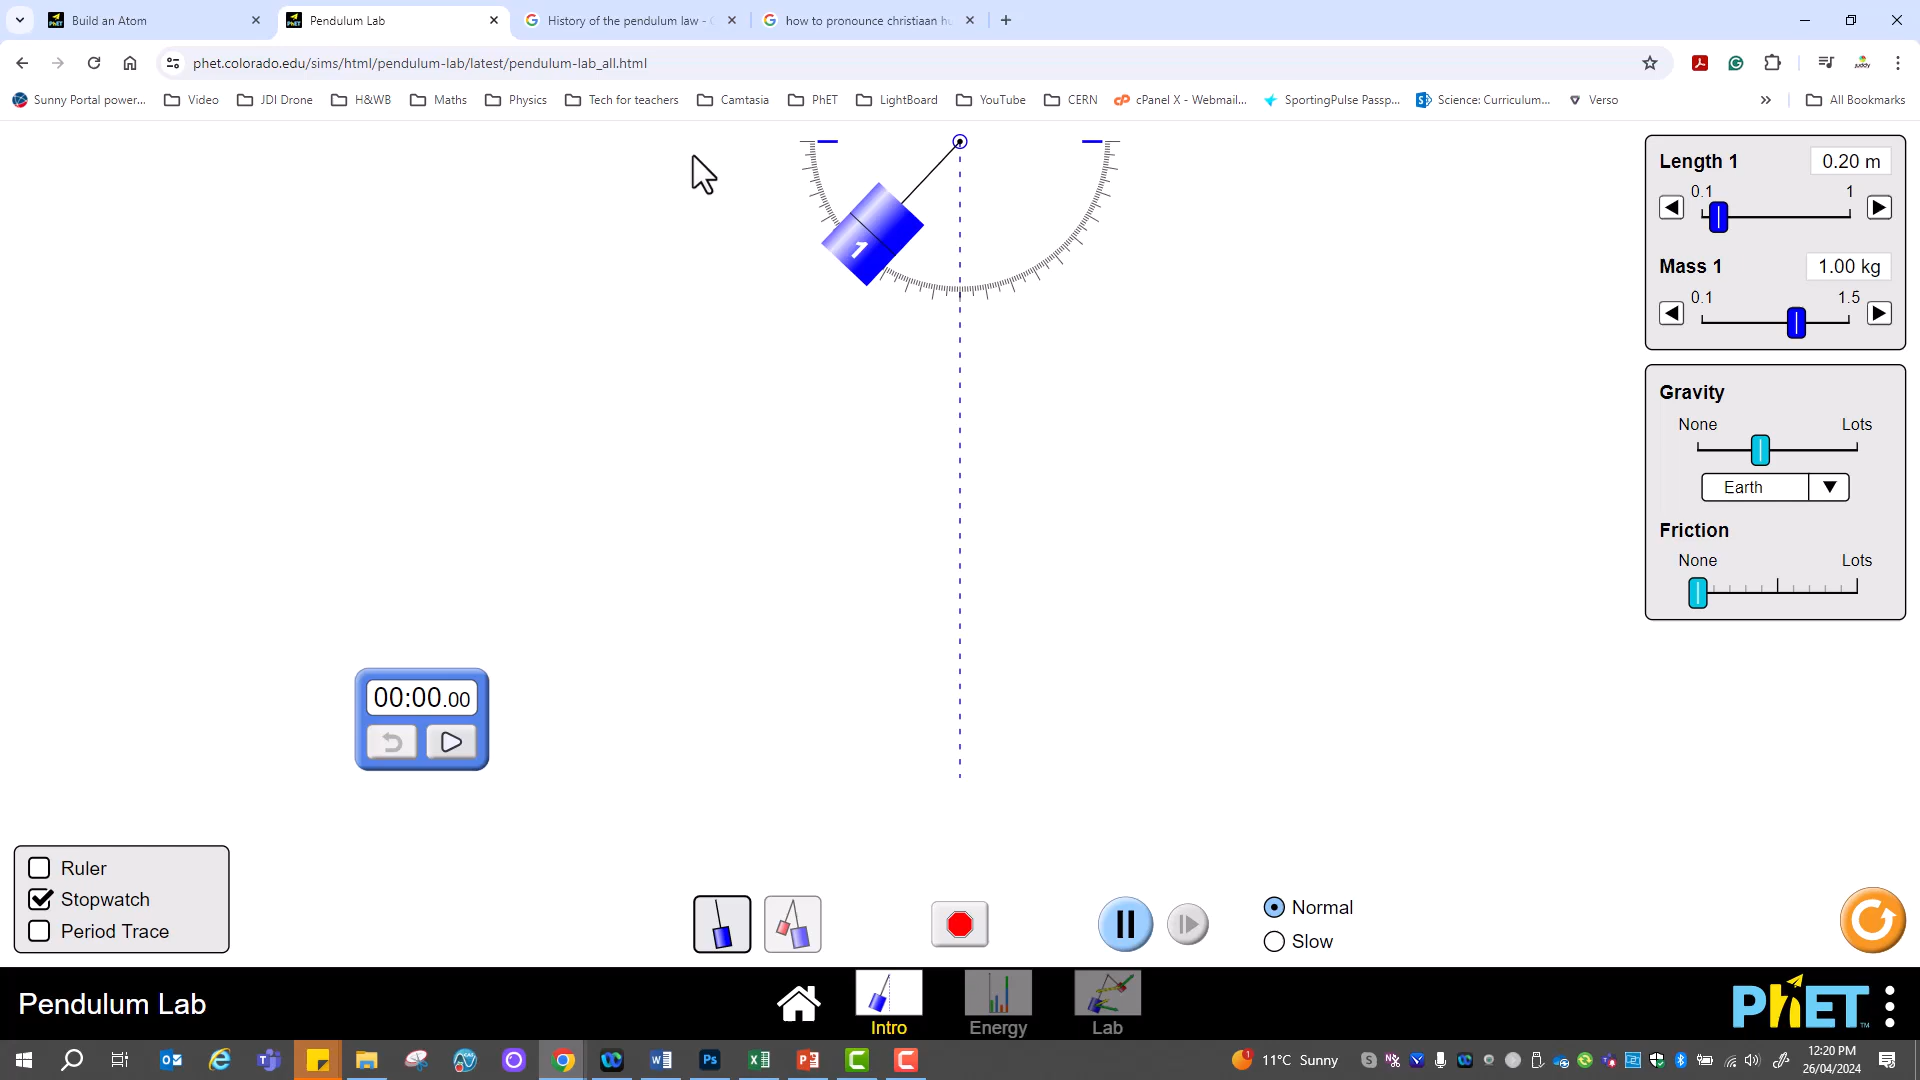 Build an Atom
Pendulum Lab
History of the pendulum law -
how to pronounce christiaan hu
phet.colorado.edu/sims/html/pendulum-lab/latest/pendulum-lab_all.html
Sunny Portal power...
Video
JDI Drone
H&WB
Maths
Physics
Tech for teachers
Camtasia
PhET
LightBoard
YouTube
CERN
cPanel X - Webmail...
SportingPulse Passp...
Science: Curriculum...
Verso
All Bookmarks
Length 1
0.20 m
0.1
1
Mass 1
1.00 kg
0.1
1.5
1
Gravity
None
Lots
Earth
Friction
None
Lots
00:00.00
Ruler
Stopwatch
Period Trace
Normal
Slow
Pendulum Lab
Intro
Energy
Lab
PhET
11°C Sunny
12:20 PM
26/04/2024